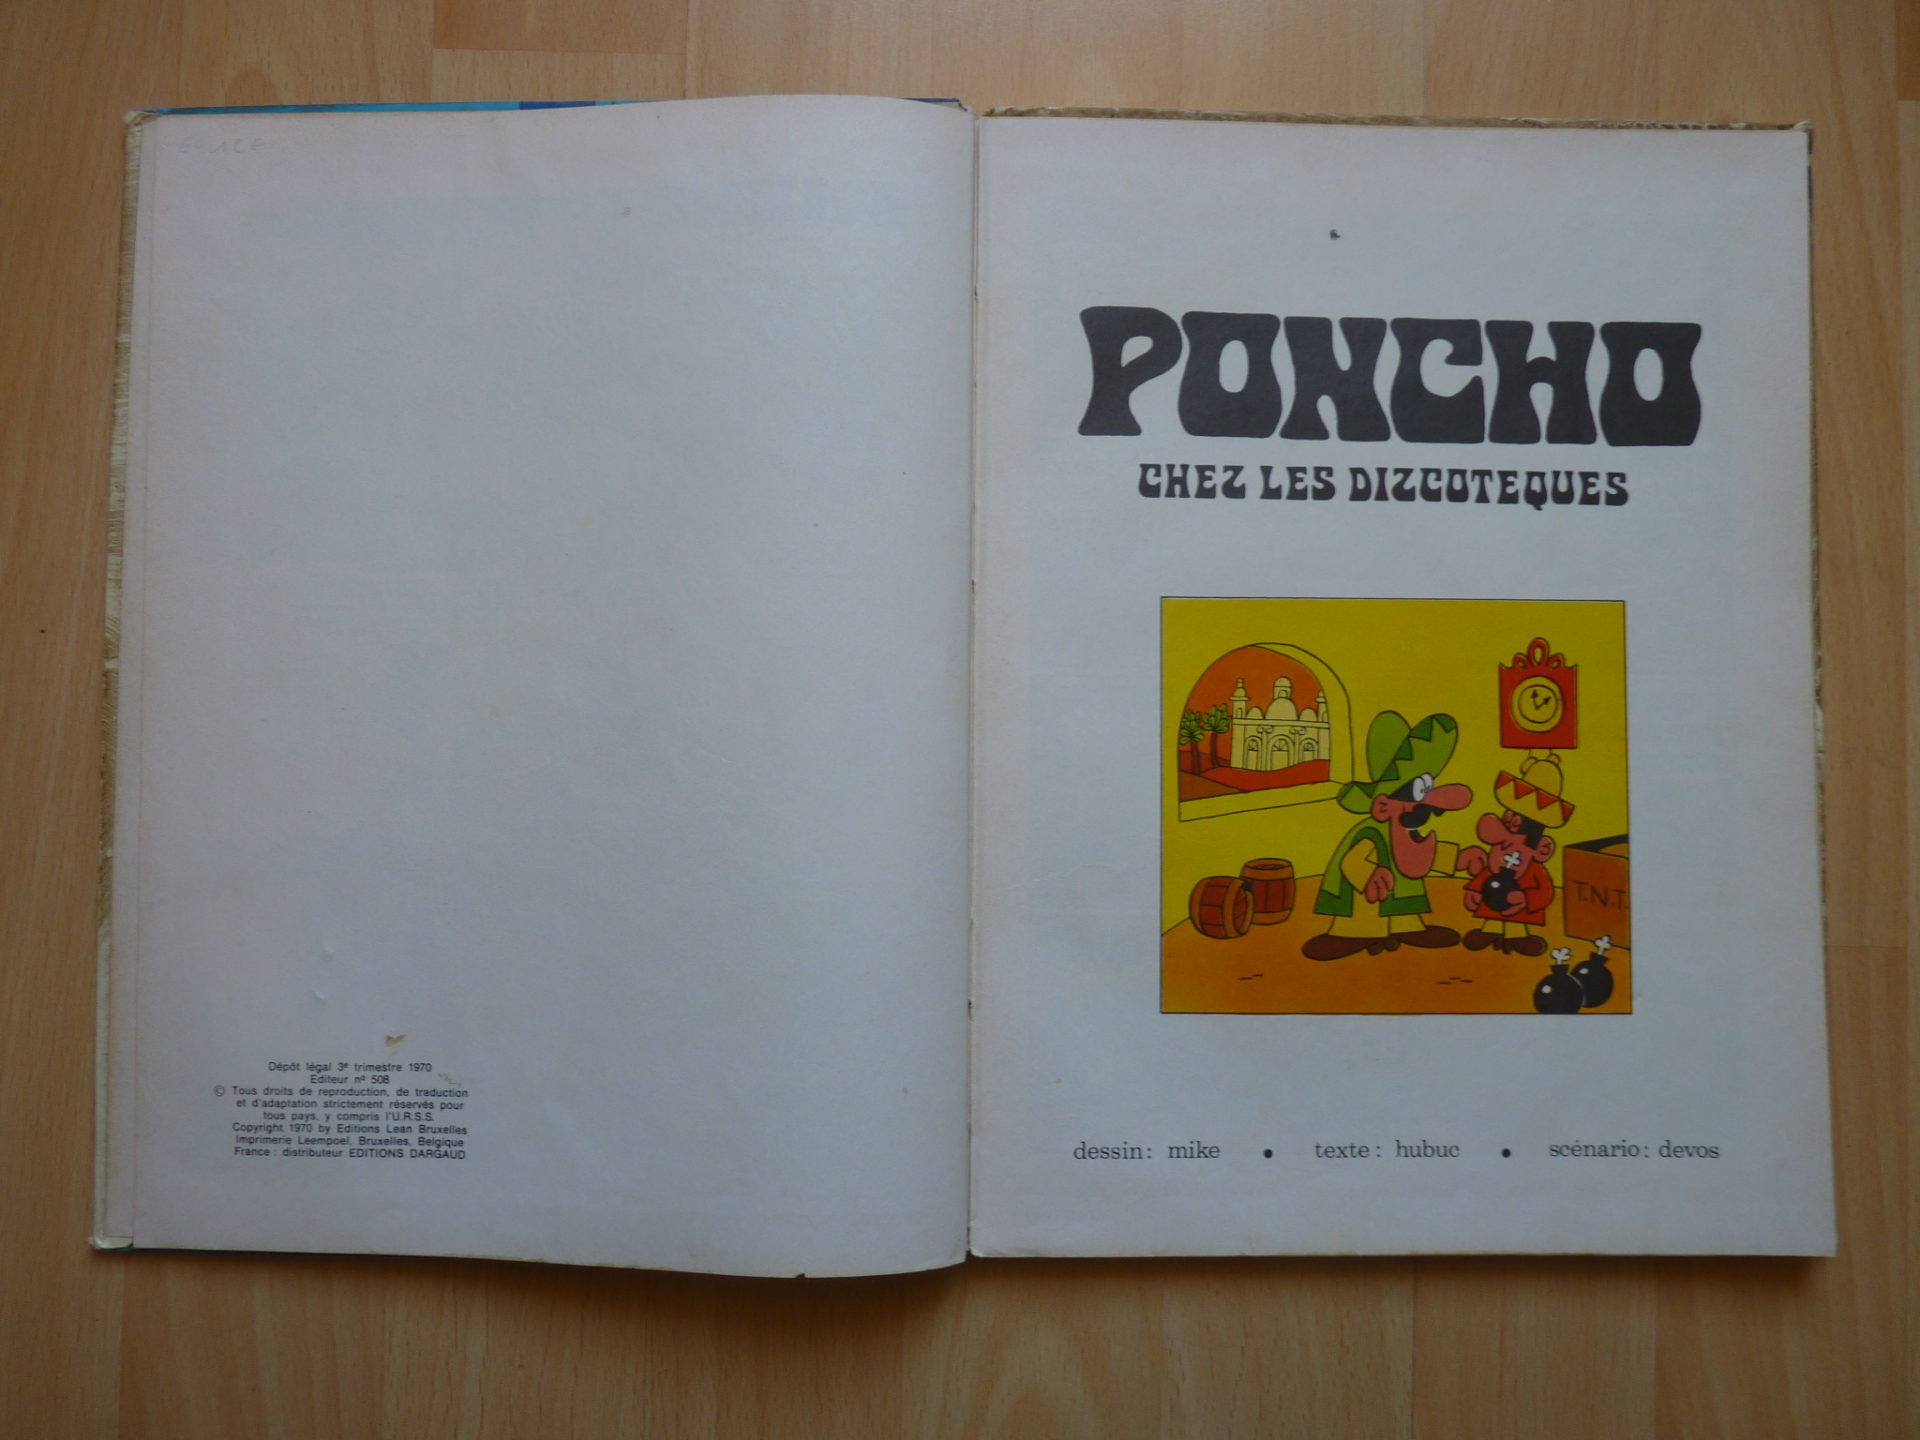 Dépôt légal 3e trimestre 1970
Editeur nº 508
© Tous droits de reproduction, de traduction
et d'adaptation strictement réservés pour
tous pays, y compris l'U.R.S.S.
Copyright 1970 by Editions Lean Bruxelles
Imprimerie Leempoel, Bruxelles, Belgique
France : distributeur EDITIONS DARGAUD
PONCHO
CHEZ LES DIZCOTEQUES
T.N.T.
dessin: mike • texte : hubuc • scénario: devos